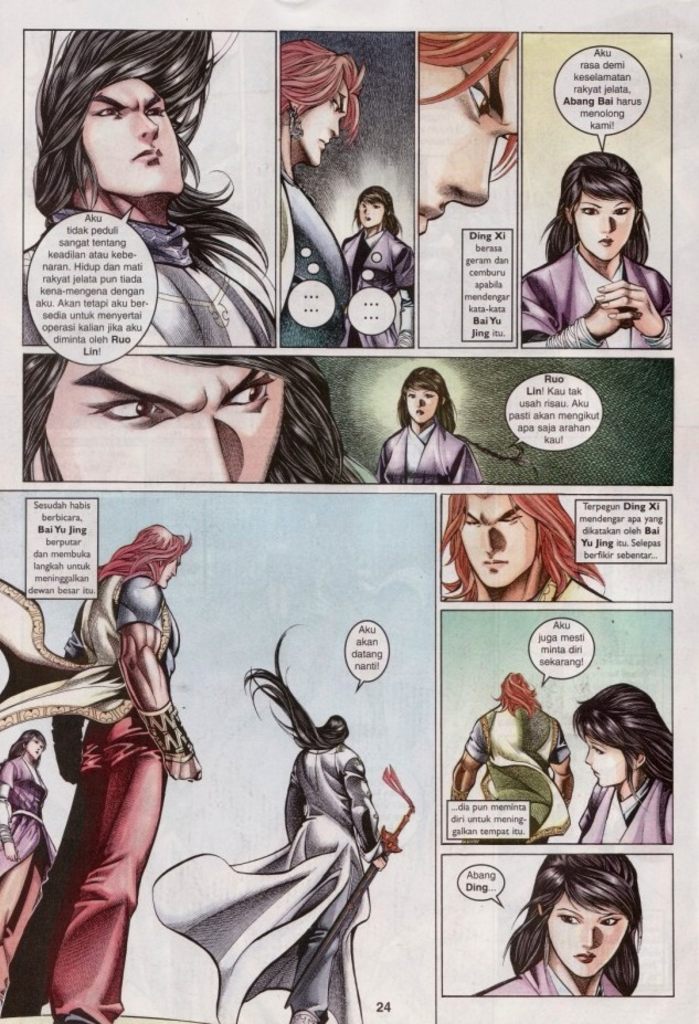 Aku
tidak peduli
sangat tentang
keadilan atau kebe-
naran. Hidup dan mati
rakyat jelata pun tiada
kena-mengena dengan
aku. Akan tetapi aku ber-
sedia untuk menyertai
operasi kalian jika aku
diminta oleh Ruo
Lin!
...
...
...
...
Ding Xi
berasa
geram dan
cemburu
apabila
mendengar
kata-kata
Bai Yu
Jing itu.
Aku
rasa demi
keselamatan
rakyat jelata,
Abang Bai harus
menolong
kami!
Ruo
Lin! Kau tak
usah risau. Aku
pasti akan mengikut
apa saja arahan
kau!
Sesudah habis
berbicara,
Bai Yu Jing
berputar
dan membuka
langkah untuk
meninggalkan
dewan besar itu.
Aku
akan
datang
nanti!
Terpegun Ding Xi
mendengar apa yang
dikatakan oleh Bai
Yu Jing itu. Selepas
berfikir sebentar...
Aku
juga mesti
minta diri
sekarang!
...dia pun meminta
diri untuk mening-
galkan tempat itu.
Abang
Ding...
24